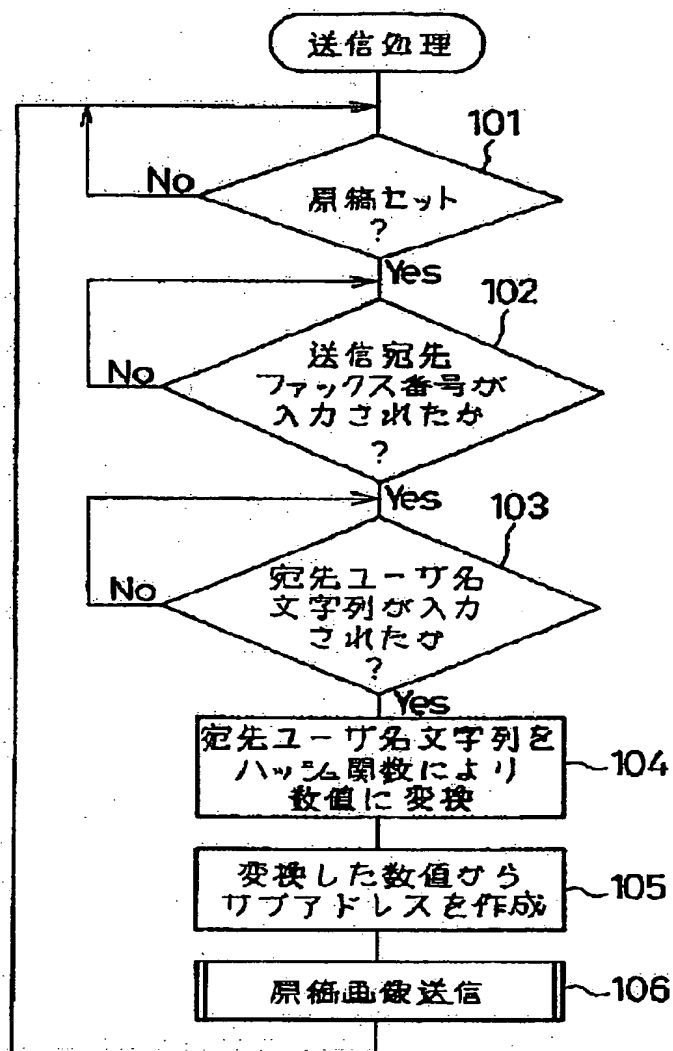 送信処理
101
No
原稿セット
?
Yes
102
No
送信宛先
ファックス番号が
入力されたか
?
Yes
103
No
宛先ユーザ名
文字列が入力
されたか
?
Yes
宛先ユーザ名文字列を
ハッシュ関数により
数値に変換
104
変換した数値から
サブアドレスを作成
105
原稿画像送信
106